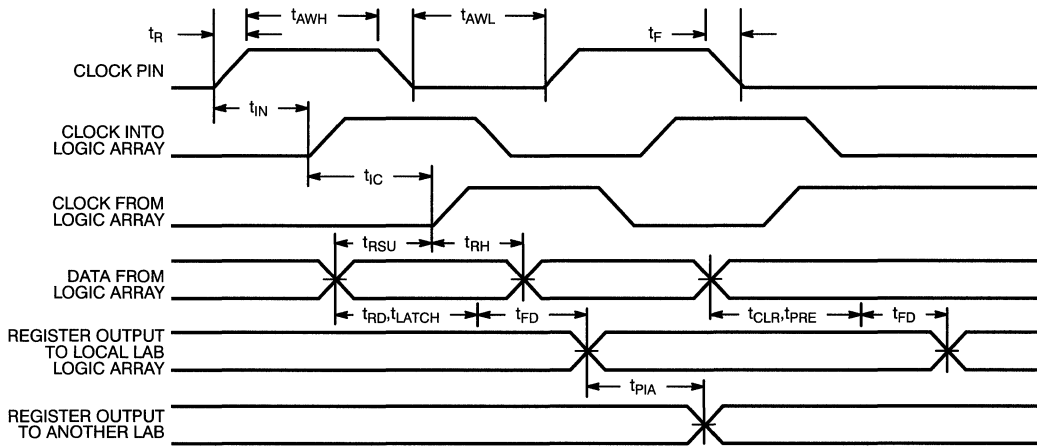 tR
tAWH
tAWL
tF
CLOCK PIN
tIN
CLOCK INTO
LOGIC ARRAY
tIC
CLOCK FROM
LOGIC ARRAY
tRSU
tRH
DATA FROM
LOGIC ARRAY
tRD,tLATCH
tFD
tCLR,tPRE
tFD
REGISTER OUTPUT
TO LOCAL LAB
LOGIC ARRAY
tPIA
REGISTER OUTPUT
TO ANOTHER LAB